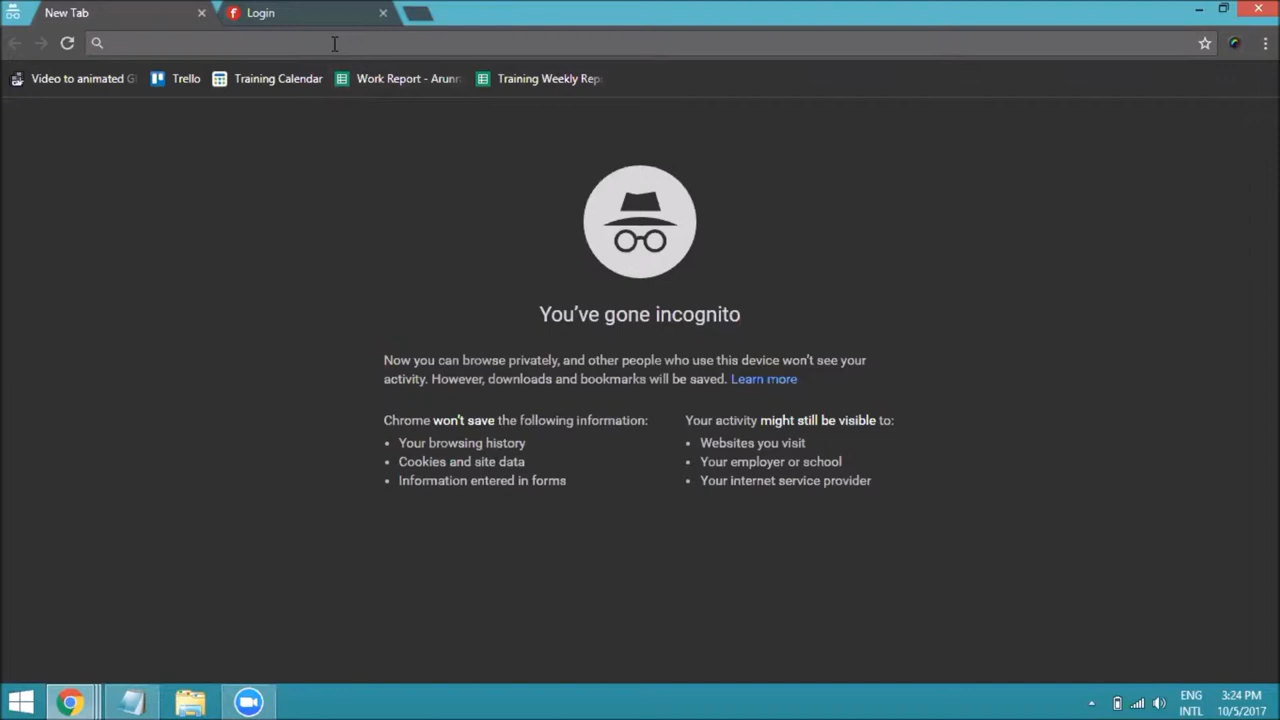 New Tab
Login
Video to animated G
Trello
Training Calendar
Work Report - Arunr
Training Weekly Rep
You've gone incognito
Now you can browse privately, and other people who use this device won't see your
activity. However, downloads and bookmarks will be saved. Learn more
Chrome won't save the following information:
• Your browsing history
• Cookies and site data
• Information entered in forms
Your activity might still be visible to:
• Websites you visit
• Your employer or school
• Your internet service provider
ENG
INTL
3:24 PM
10/5/2017